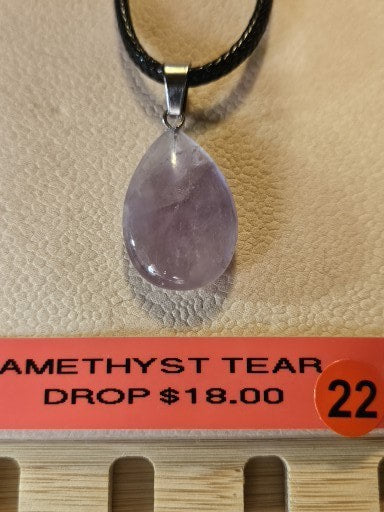 AMETHYST TEAR
DROP $18.00
22